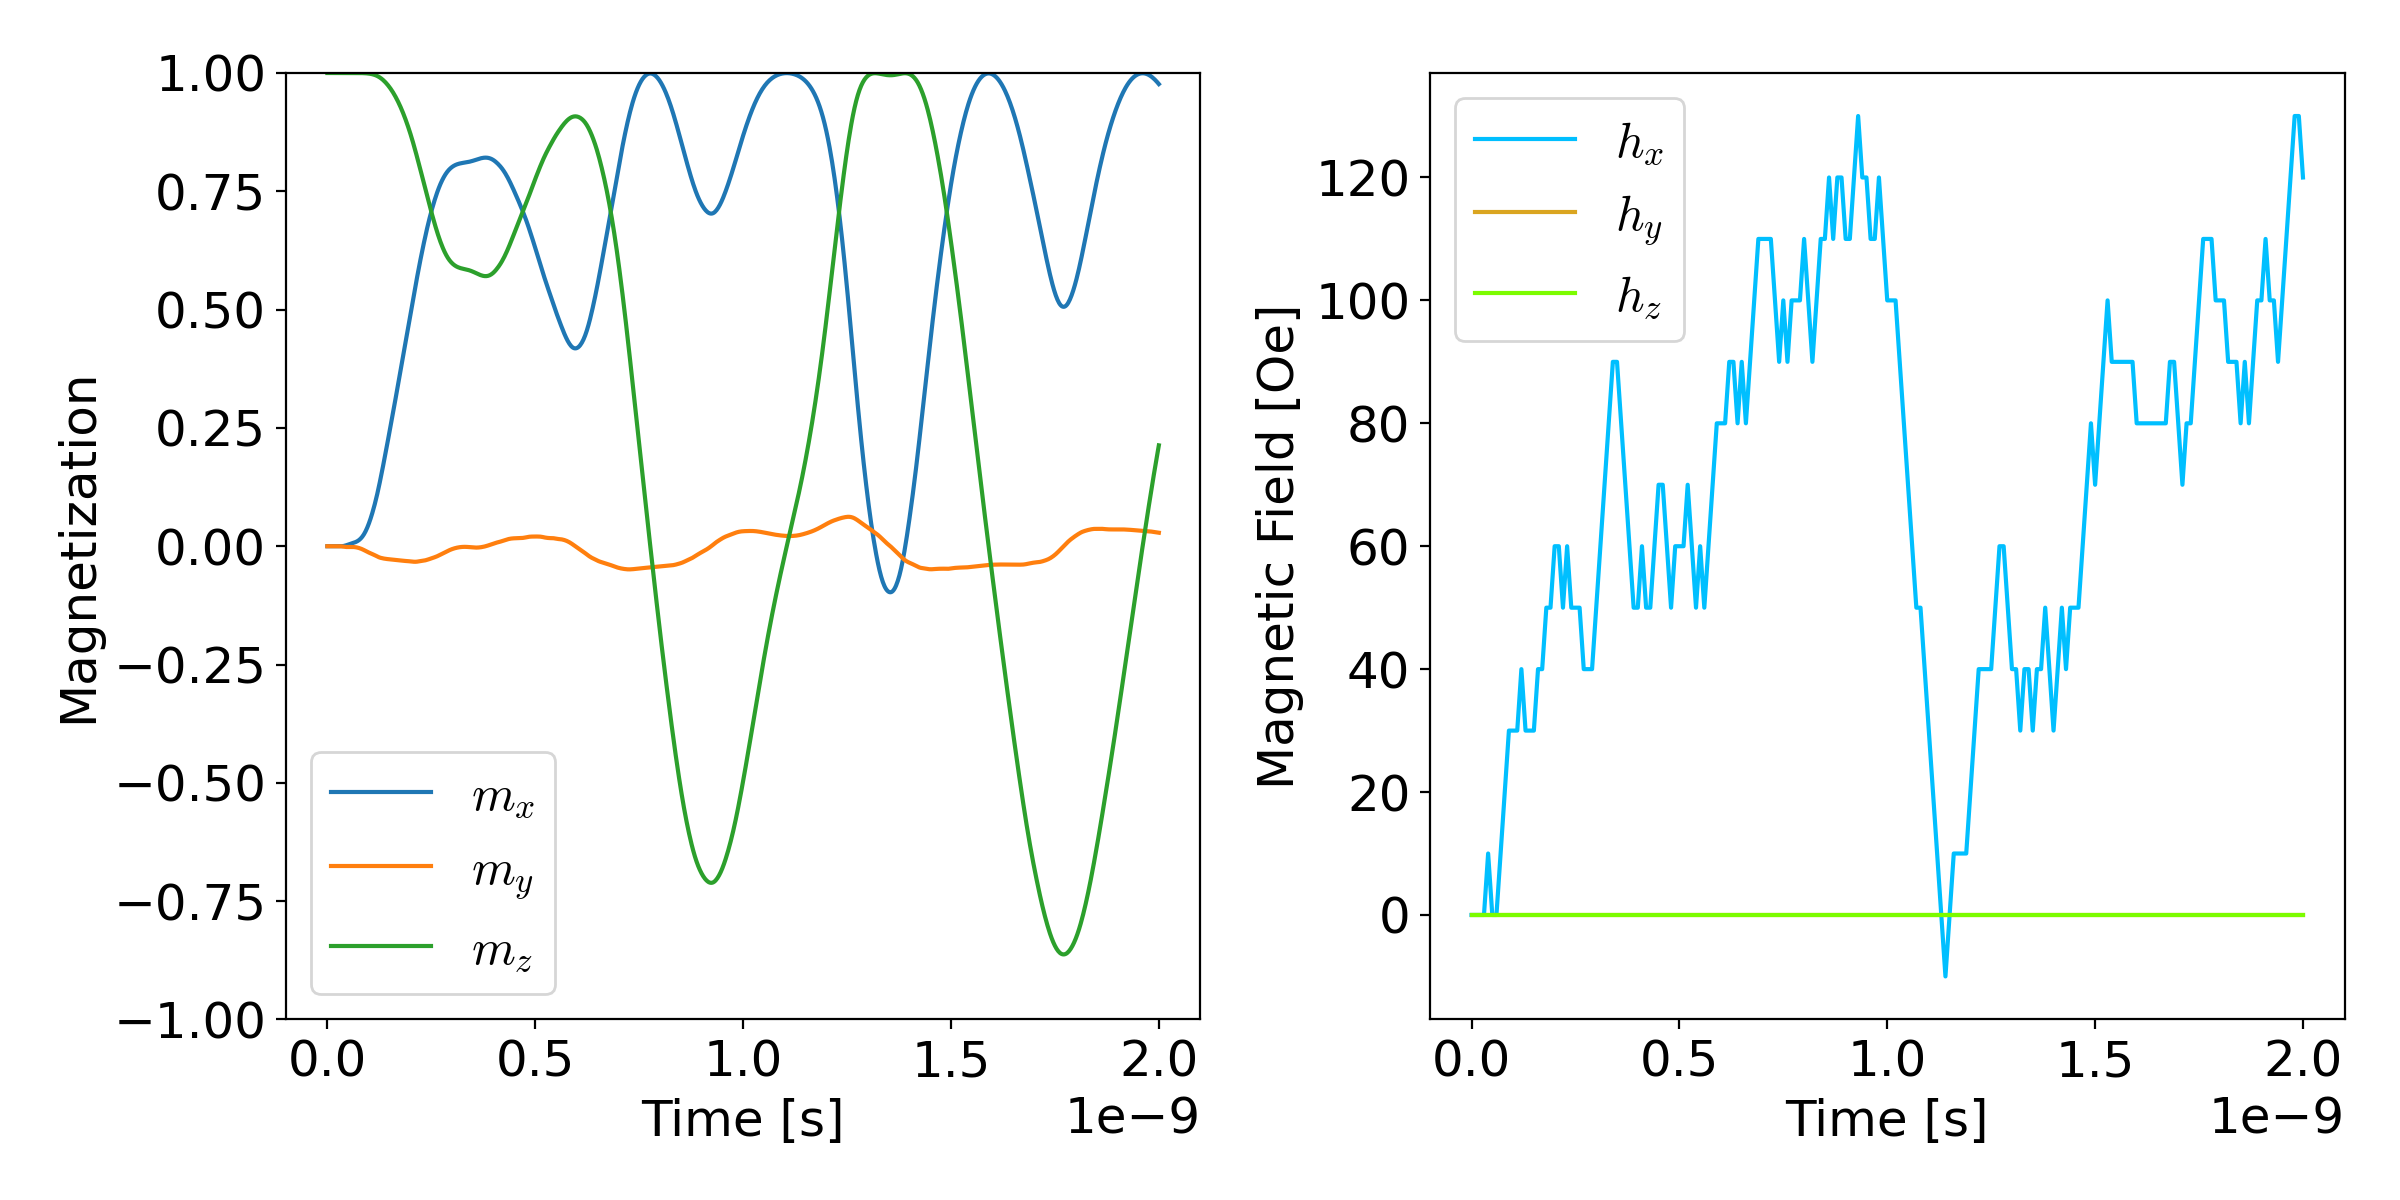 Magnetization
1.00
0.75
0.50
0.25
0.00
−0.25
−0.50
−0.75
−1.00
m_x
m_y
m_z
0.0 0.5 1.0 1.5 2.0
Time [s]
1e−9
Magnetic Field [Oe]
120
100
80
60
40
20
0
h_x
h_y
h_z
0.0 0.5 1.0 1.5 2.0
Time [s]
1e−9